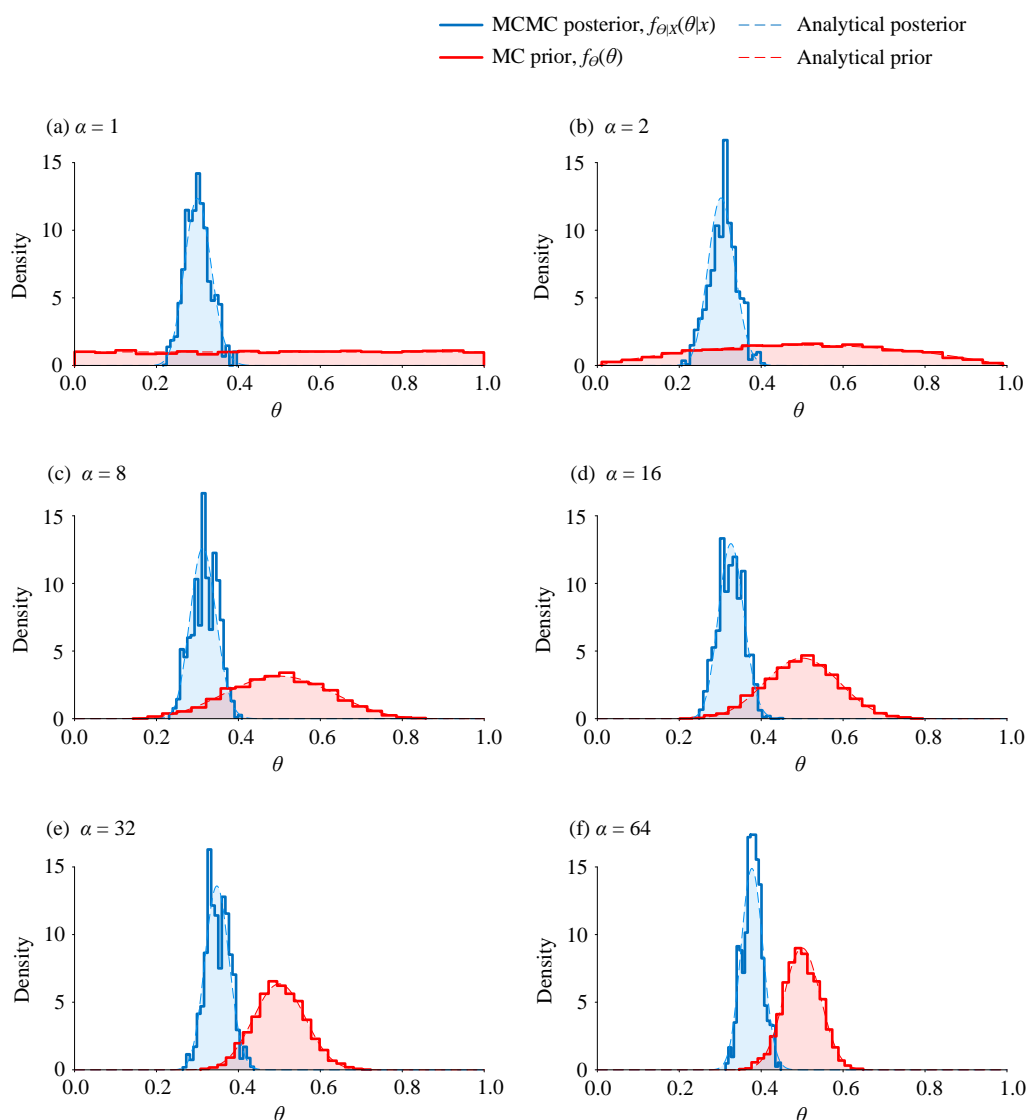 MCMC posterior, fΘ|X(θ|x)
Analytical posterior
MC prior, fΘ(θ)
Analytical prior
(a) α = 1
15
10
5
0
Density
0.0 0.2 0.4 0.6 0.8 1.0
θ
(b) α = 2
15
10
5
0
Density
0.0 0.2 0.4 0.6 0.8 1.0
θ
(c) α = 8
15
10
5
0
Density
0.0 0.2 0.4 0.6 0.8 1.0
θ
(d) α = 16
15
10
5
0
Density
0.0 0.2 0.4 0.6 0.8 1.0
θ
(e) α = 32
15
10
5
0
Density
0.0 0.2 0.4 0.6 0.8 1.0
θ
(f) α = 64
15
10
5
0
Density
0.0 0.2 0.4 0.6 0.8 1.0
θ